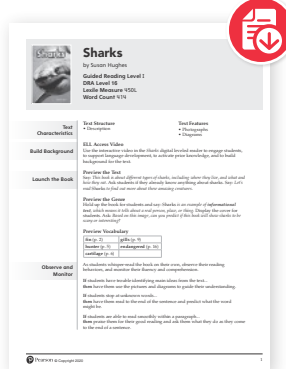 Sharks
Sharks
by Susan Hughes
Guided Reading Level I
DRA Level 16
Lexile Measure 450L
Word Count 414
Text
Characteristics
Text Structure
• Description
Text Features
• Photographs
• Diagrams
Build Background
ELL Access Video
Use the interactive video in the Sharks digital leveled reader to engage students,
to support language development, to activate prior knowledge, and to build
background for the text.
Launch the Book
Preview the Text
Say: This book is about different types of sharks, including where they live, and what and
how they eat. Ask students if they already know anything about sharks. Say: Let's
read Sharks to find out more about these amazing creatures.
Preview the Genre
Hold up the book for students and say: Sharks is an example of informational
text, which means it tells about a real person, place, or thing. Display the cover for
students. Ask: Based on this image, can you predict if this book will show sharks to be
scary or interesting?
Preview Vocabulary
fin (p. 2) gills (p. 9)
hunter (p. 5) endangered (p. 16)
cartilage (p. 6)
Observe and
Monitor
As students whisper-read the book on their own, observe their reading
behaviors, and monitor their fluency and comprehension.
If students have trouble identifying main ideas from the text...
then have them use the pictures and diagrams to guide their understanding.
If students stop at unknown words...
then have them read to the end of the sentence and predict what the word
might be.
If students are able to read smoothly within a paragraph...
then praise them for their good reading and ask them what they do as they come
to the end of a sentence
Pearson © Copyright 2020
1